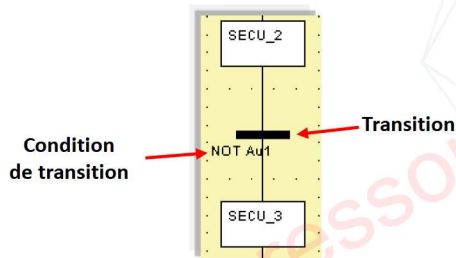 SECU_2
Transition
Condition
de transition
NOT Au1
SECU_3